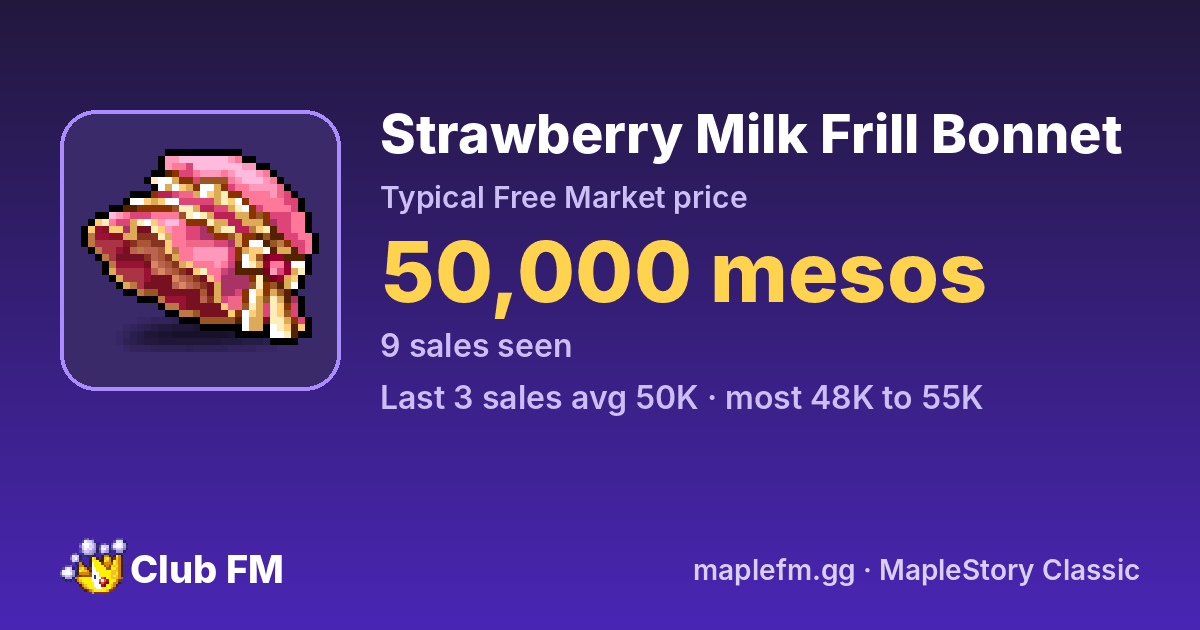 Strawberry Milk Frill Bonnet
Typical Free Market price
50,000 mesos
9 sales seen
Last 3 sales avg 50K · most 48K to 55K
Club FM
maplefm.gg · MapleStory Classic